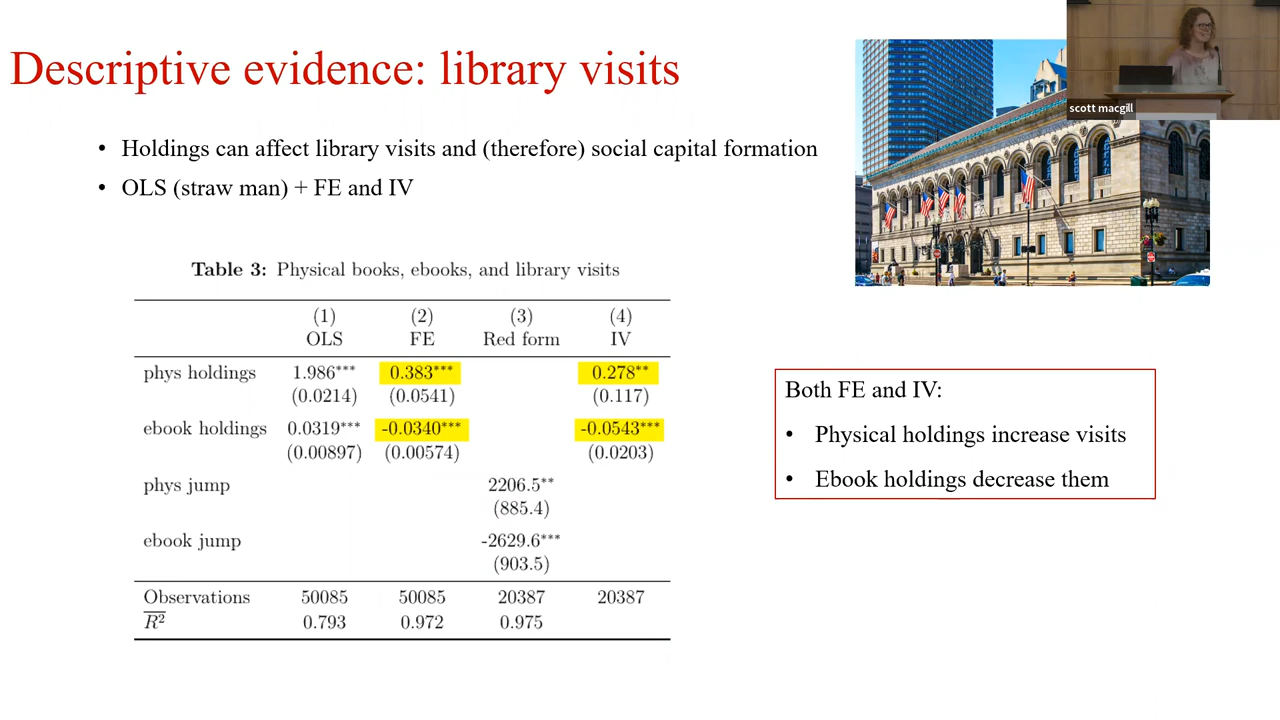 Descriptive evidence: library visits
scott macgill
• Holdings can affect library visits and (therefore) social capital formation
• OLS (straw man) + FE and IV
Table 3: Physical books, ebooks, and library visits
(1) (2) (3) (4)
OLS FE Red form IV
phys holdings 1.986*** 0.383*** 0.278**
(0.0214) (0.0541) (0.117)
ebook holdings 0.0319*** -0.0340*** -0.0543***
(0.00897) (0.00574) (0.0203)
phys jump 2206.5**
(885.4)
ebook jump -2629.6***
(903.5)
Observations 50085 50085 20387 20387
R² 0.793 0.972 0.975
Both FE and IV:
• Physical holdings increase visits
• Ebook holdings decrease them